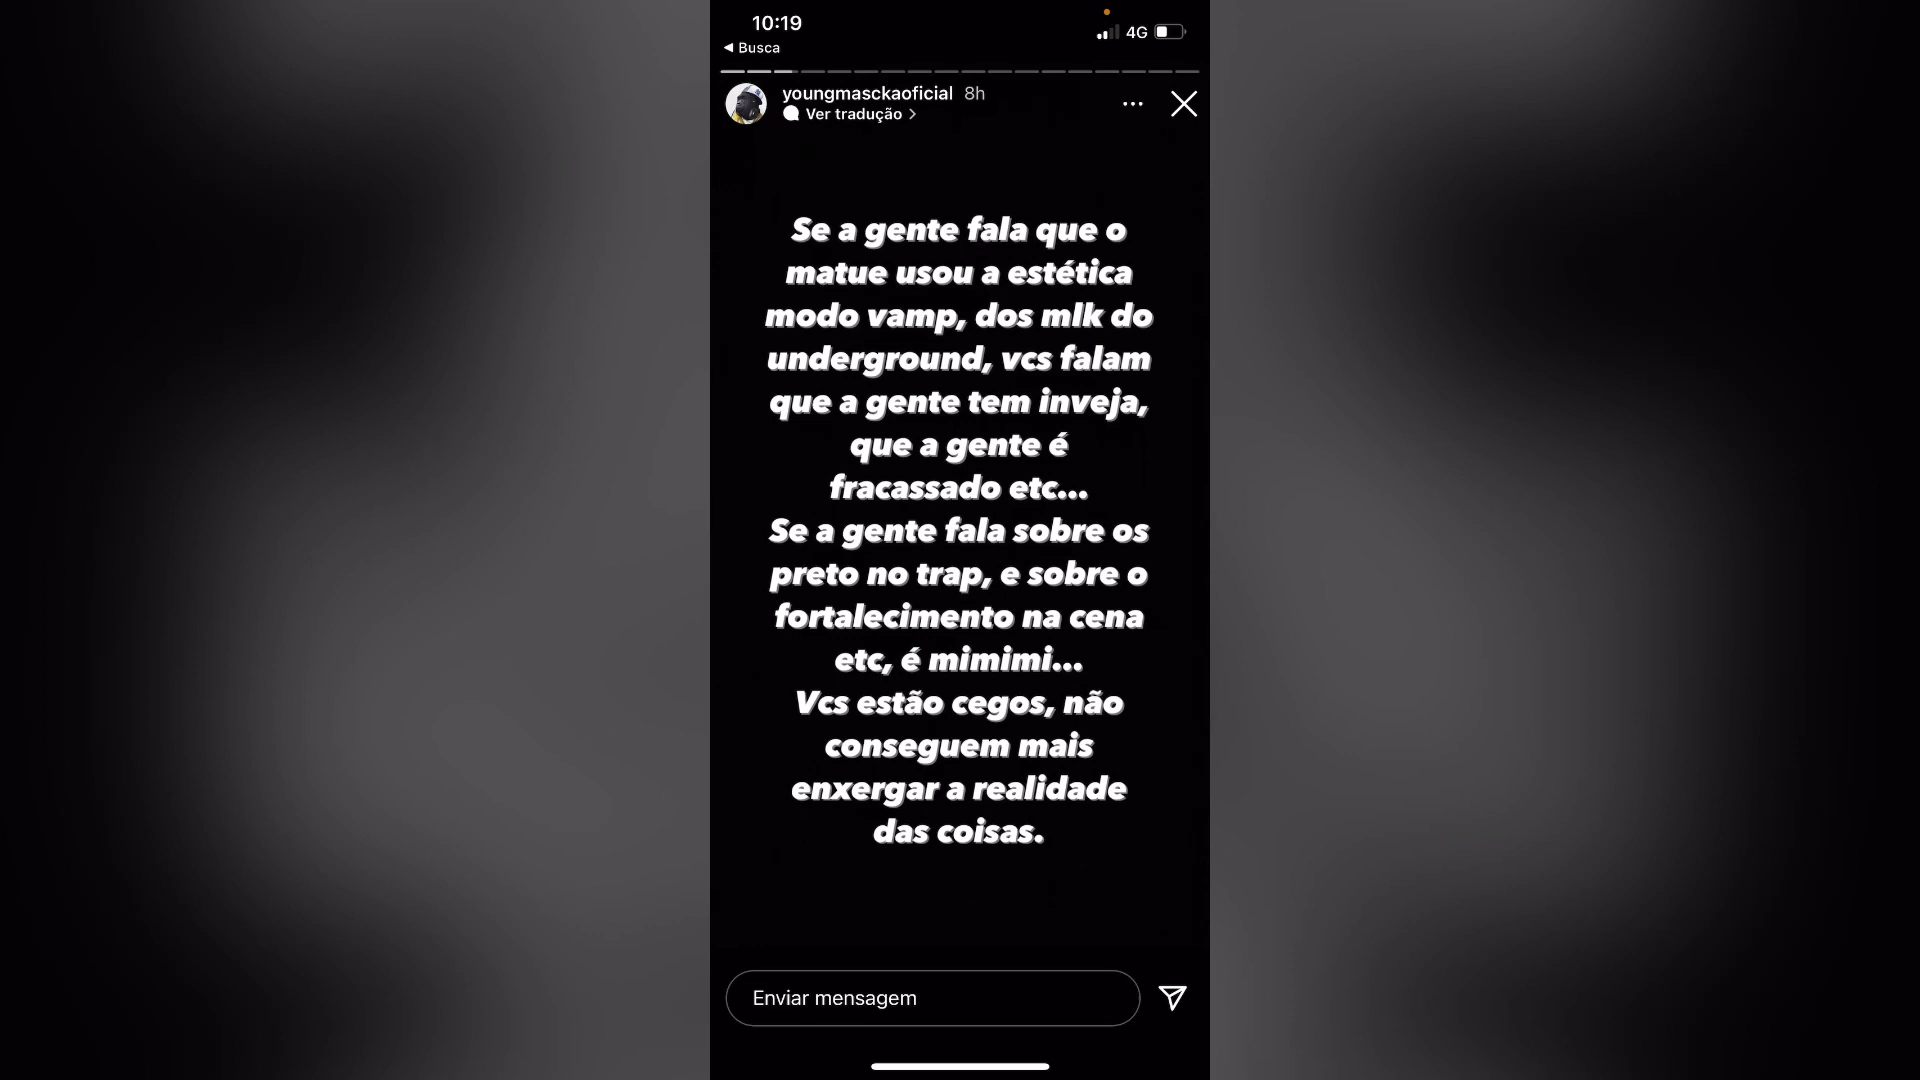 10:19
4G
◀ Busca
youngmasckaoficial 8h
Ver tradução >
Se a gente fala que o
matue usou a estética
modo vamp, dos mlk do
underground, vcs falam
que a gente tem inveja,
que a gente é
fracassado etc...
Se a gente fala sobre os
preto no trap, e sobre o
fortalecimento na cena
etc, é mimimi...
Vcs estão cegos, não
conseguem mais
enxergar a realidade
das coisas.
Enviar mensagem